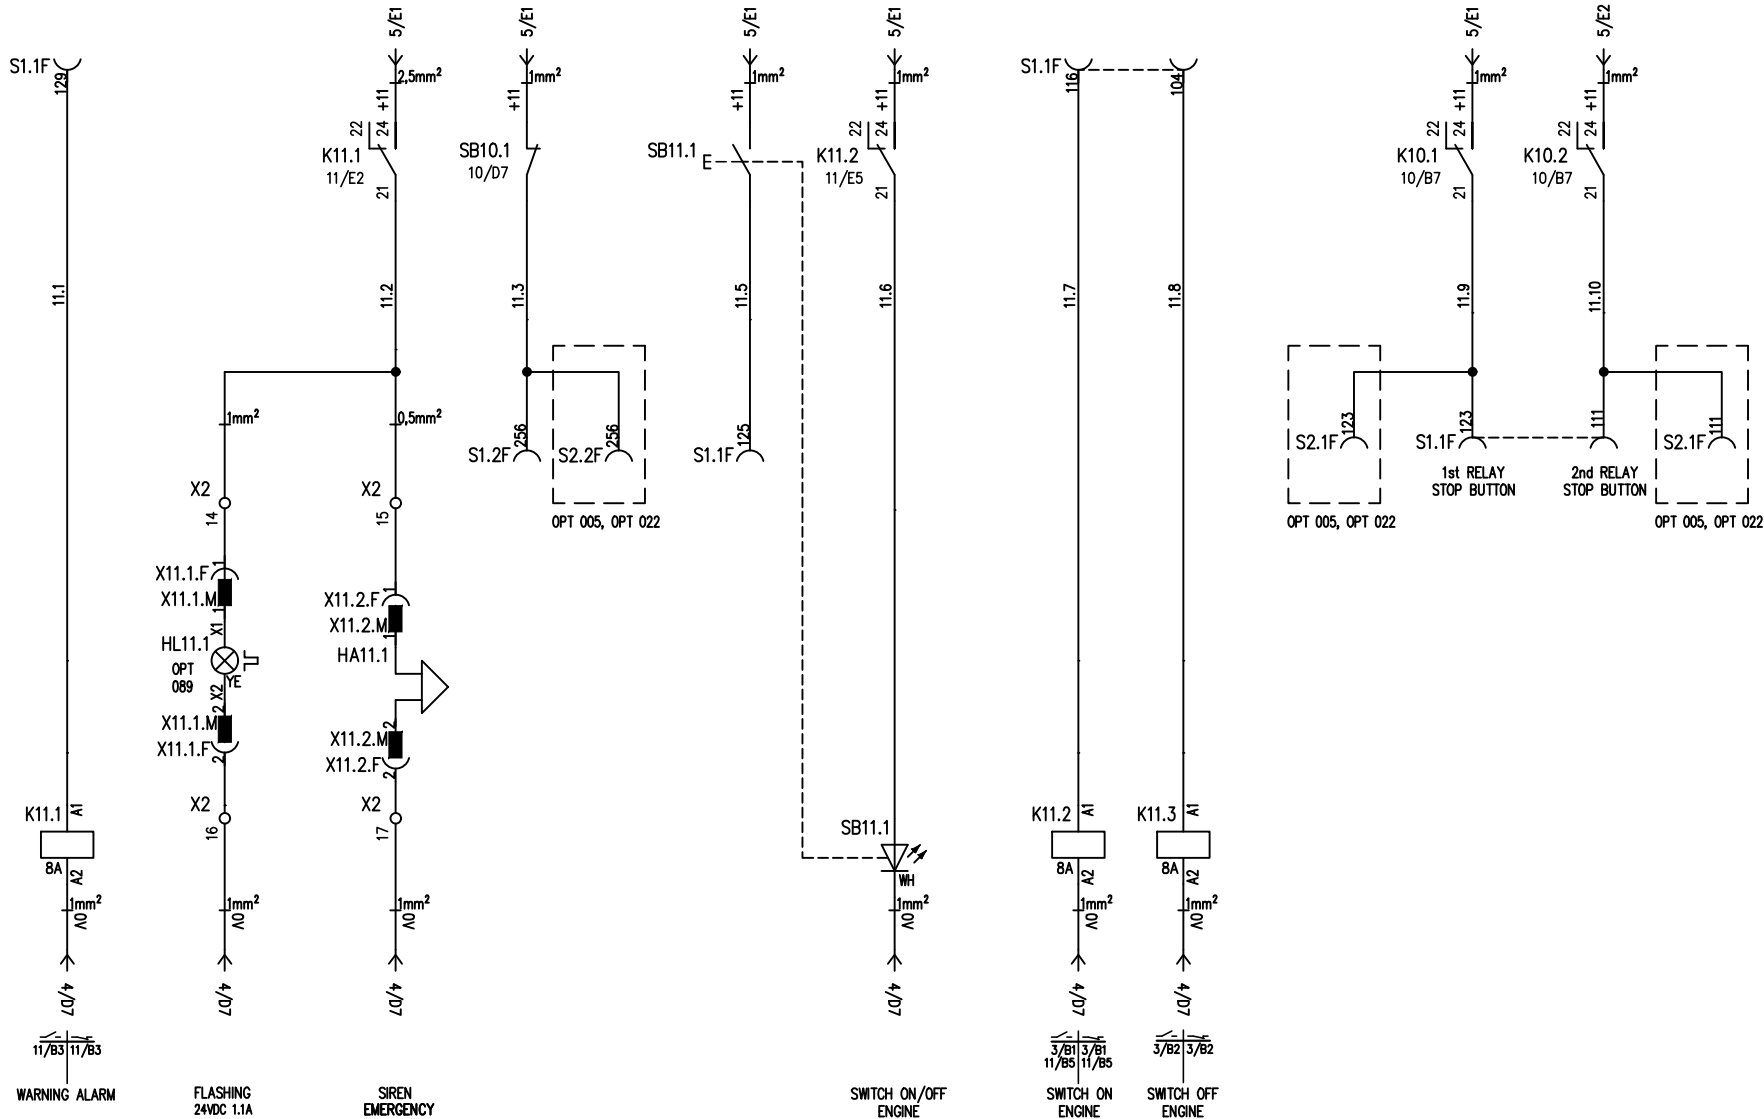 5/E1
5/E1
5/E1
5/E1
5/E1
5/E2
S1.1F
129
2,5mm²
+11
1mm²
+11
1mm²
+11
1mm²
+11
S1.1F
116
104
1mm²
+11
1mm²
+11
22
24
K11.1
11/E2
21
SB10.1
10/D7
SB11.1
E
22
24
K11.2
11/E5
21
22
24
K10.1
10/B7
21
22
24
K10.2
10/B7
21
11.1
11.2
11.3
11.5
11.6
11.7
11.8
11.9
11.10
1mm²
0,5mm²
256
S1.2F
256
S2.2F
OPT 005, OPT 022
125
S1.1F
123
S2.1F
OPT 005, OPT 022
123
S1.1F
1st RELAY
STOP BUTTON
111
2nd RELAY
STOP BUTTON
111
S2.1F
OPT 005, OPT 022
X2
14
X2
15
1
X11.1.F
X11.1.M
1
X1
HL11.1
OPT
089
YE
X2
2
X11.1.M
X11.1.F
2
1
X11.2.F
X11.2.M
1
HA11.1
2
X11.2.M
X11.2.F
2
K11.1
A1
8A
A2
X2
16
X2
17
SB11.1
WH
K11.2
A1
8A
A2
K11.3
A1
8A
A2
1mm²
0V
1mm²
0V
1mm²
0V
1mm²
0V
1mm²
0V
1mm²
0V
4/D7
4/D7
4/D7
4/D7
4/D7
4/D7
11/B3 11/B3
3/B1 3/B1
11/B5 11/B5
3/B2 3/B2
WARNING ALARM
FLASHING
24VDC 1.1A
SIREN
EMERGENCY
SWITCH ON/OFF
ENGINE
SWITCH ON
ENGINE
SWITCH OFF
ENGINE